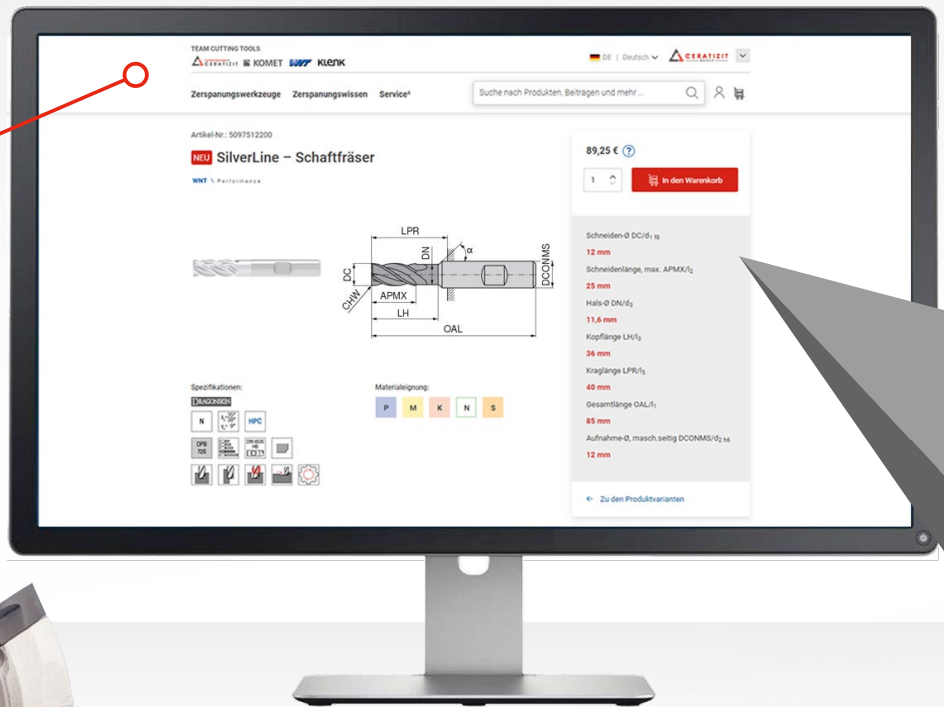 TEAM CUTTING TOOLS
CERATIZIT KOMET WNT KLENK
DE | Deutsch
CERATIZIT
Zerspanungswerkzeuge Zerspanungswissen Service⁺
Suche nach Produkten, Beitragen und mehr ...
Artikel-Nr.: 5097512200
NEU SilverLine – Schaftfräser
WNT \ Performance
89,25 € ?
1
In den Warenkorb
LPR
DN
α
DC
DCONMS
CHW
APMX
LH
OAL
Schneiden-Ø DC/d₁ f8
12 mm
Schneidenlänge, max. APMX/l₂
25 mm
Hals-Ø DN/d₃
11,6 mm
Kopflänge LH/l₃
36 mm
Kraglänge LPR/l₅
40 mm
Gesamtlänge OAL/l₁
85 mm
Aufnahme-Ø, masch.seitig DCONMS/d₂ h6
12 mm
← Zu den Produktvarianten
Spezifikationen:
DRAGONSKIN
N
HPC
DPB
72S
Materialeignung:
P M K N S